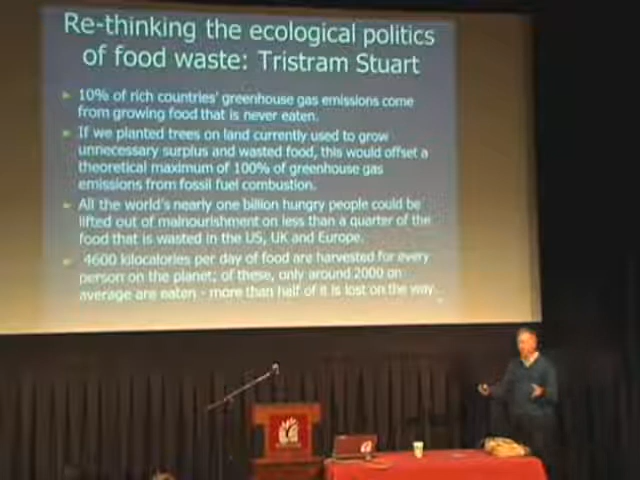 Re-thinking the ecological politics
of food waste: Tristram Stuart
10% of rich countries' greenhouse gas emissions come
from growing food that is never eaten.
If we planted trees on land currently used to grow
unnecessary surplus and wasted food, this would offset a
theoretical maximum of 100% of greenhouse gas
emissions from fossil fuel combustion.
All the world's nearly one billion hungry people could be
lifted out of malnourishment on less than a quarter of the
food that is wasted in the US, UK and Europe.
4600 kilocalories per day of food are harvested for every
person on the planet; of these, only around 2000 on
average are eaten - more than half of it is lost on the way.